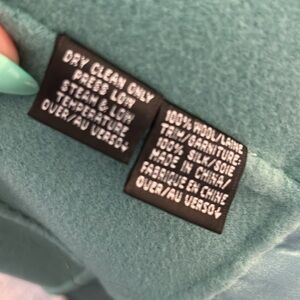 DRY CLEAN ONLY
PRESS LOW
STEAM & LOW
TEMPERATURE
OVER/AU VERSO↓
100% WOOL/LAINE
TRIM/GARNITURE:
100% SILK/SOIE
MADE IN CHINA/
FABRIQUE EN CHINE
OVER/AU VERSO↓